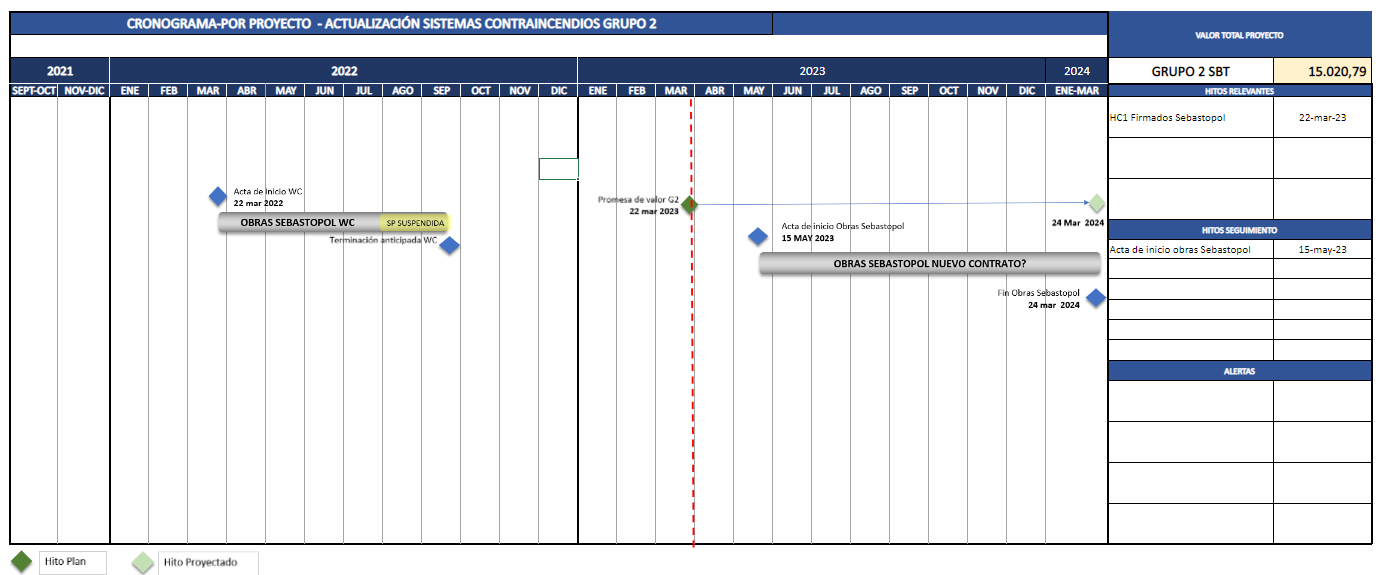 CRONOGRAMA-POR PROYECTO - ACTUALIZACIÓN SISTEMAS CONTRAINCENDIOS GRUPO 2
VALOR TOTAL PROYECTO
2021 2022 2023 2024
GRUPO 2 SBT 15.020,79
SEPT-OCT NOV-DIC ENE FEB MAR ABR MAY JUN JUL AGO SEP OCT NOV DIC ENE FEB MAR ABR MAY JUN JUL AGO SEP OCT NOV DIC ENE-MAR
HITOS RELEVANTES
HC1 Firmados Sebastopol 22-mar-23
Acta de inicio WC
22 mar 2022
Promesa de valor G2
22 mar 2023
24 Mar 2024
OBRAS SEBASTOPOL WC SP SUSPENDIDA
Terminación anticipada WC
Acta de inicio Obras Sebastopol
15 MAY 2023
HITOS SEGUIMIENTO
Acta de inicio obras Sebastopol 15-may-23
OBRAS SEBASTOPOL NUEVO CONTRATO?
Fin Obras Sebastopol
24 mar 2024
ALERTAS
Hito Plan
Hito Proyectado